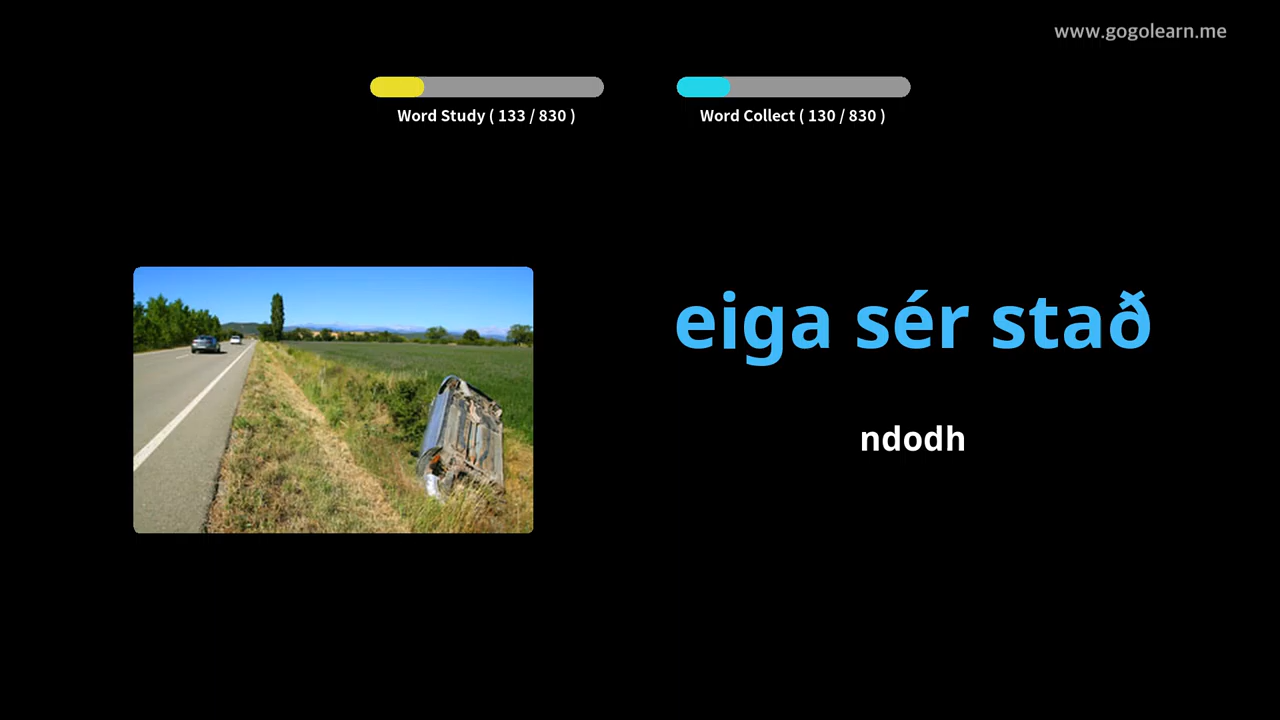 www.gogolearn.me
Word Study ( 133 / 830 )
Word Collect ( 130 / 830 )
eiga sér stað
ndodh